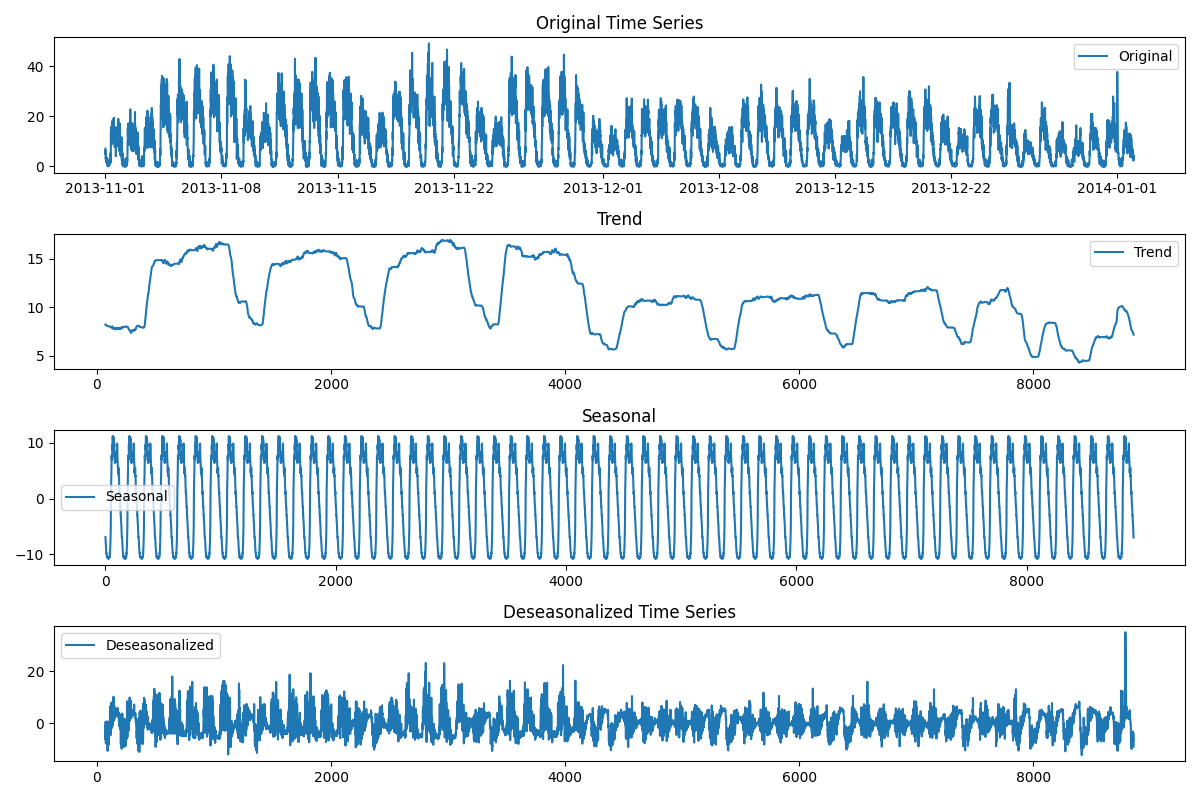 Original Time Series
Original
40
20
0
2013-11-01 2013-11-08 2013-11-15 2013-11-22 2013-12-01 2013-12-08 2013-12-15 2013-12-22 2014-01-01
Trend
Trend
15
10
5
0 2000 4000 6000 8000
Seasonal
10
Seasonal
0
−10
0 2000 4000 6000 8000
Deseasonalized Time Series
Deseasonalized
20
0
0 2000 4000 6000 8000